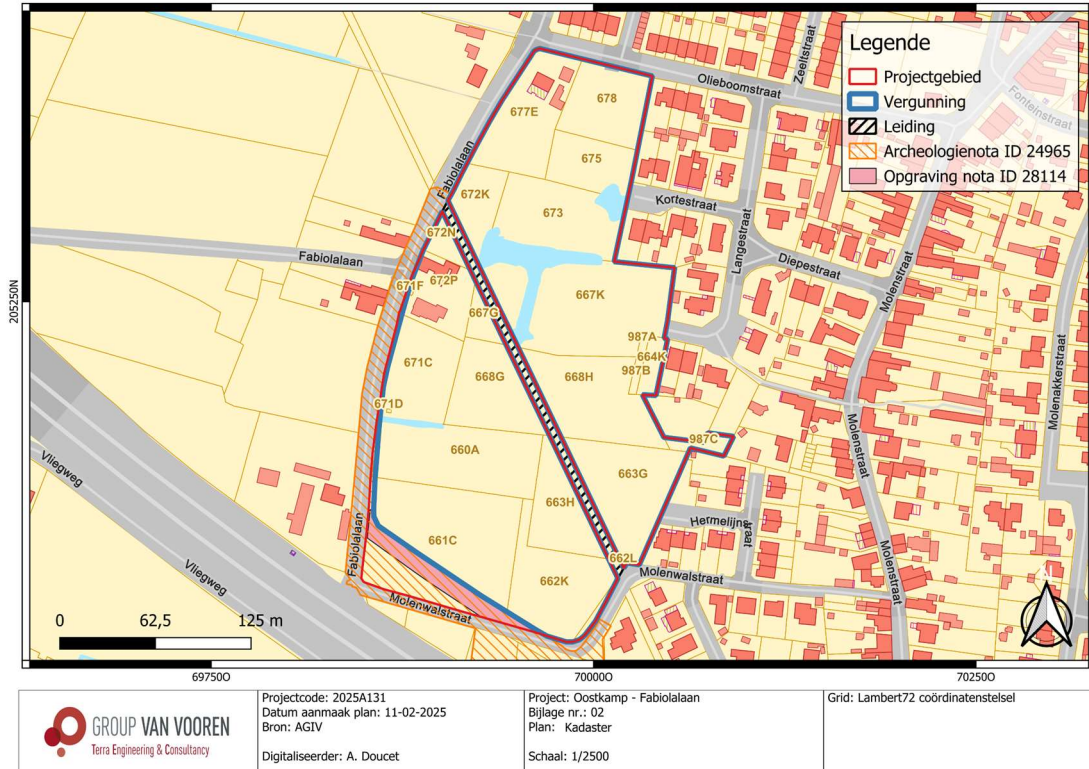 Legende
Projectgebied
Vergunning
Leiding
Archeologienota ID 24965
Opgraving nota ID 28114
Olieboomstraat
Zeeltstraat
Fonteinstraat
677E
678
675
Fabiolalaan
672K
673
Kortestraat
Langestraat
Diepestraat
Molenstraat
672N
Fabiolalaan
671F
672P
667G
667K
205250N
987A
664K
987B
671C
668G
668H
Molenakkerstraat
671D
987C
660A
663G
Molenstraat
Vliegweg
663H
Hermelijnstraat
661C
662L
Fabiolalaan
662K
Molenwalstraat
Molenstraat
Vliegweg
Molenwalstraat
N
0 62,5 125 m
697500 700000 702500
GROUP VAN VOOREN
Terra Engineering & Consultancy
Projectcode: 2025A131
Datum aanmaak plan: 11-02-2025
Bron: AGIV
Digitaliseerder: A. Doucet
Project: Oostkamp - Fabiolalaan
Bijlage nr.: 02
Plan: Kadaster
Schaal: 1/2500
Grid: Lambert72 coördinatenstelsel